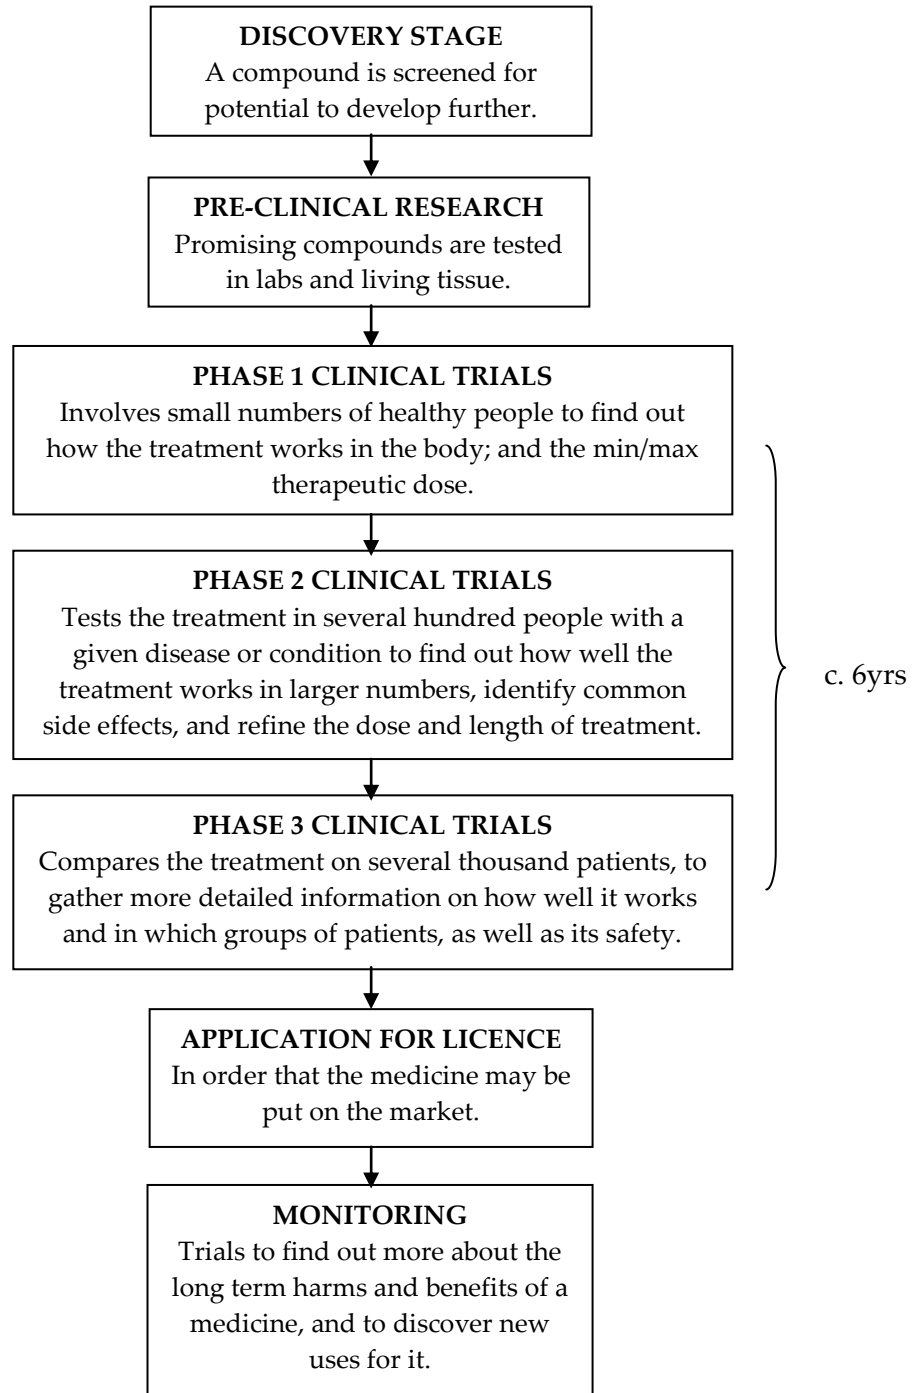 DISCOVERY STAGE
A compound is screened for
potential to develop further.
PRE-CLINICAL RESEARCH
Promising compounds are tested
in labs and living tissue.
PHASE 1 CLINICAL TRIALS
Involves small numbers of healthy people to find out
how the treatment works in the body; and the min/max
therapeutic dose.
PHASE 2 CLINICAL TRIALS
Tests the treatment in several hundred people with a
given disease or condition to find out how well the
treatment works in larger numbers, identify common
side effects, and refine the dose and length of treatment.
c. 6yrs
PHASE 3 CLINICAL TRIALS
Compares the treatment on several thousand patients, to
gather more detailed information on how well it works
and in which groups of patients, as well as its safety.
APPLICATION FOR LICENCE
In order that the medicine may be
put on the market.
MONITORING
Trials to find out more about the
long term harms and benefits of a
medicine, and to discover new
uses for it.